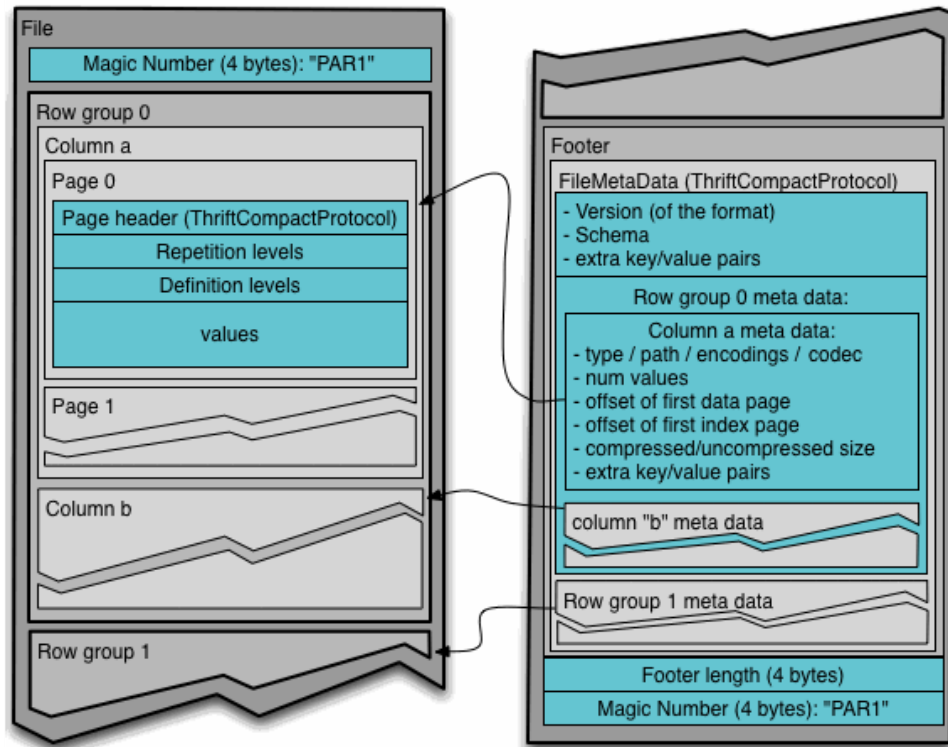 File
Magic Number (4 bytes): "PAR1"
Row group 0
Column a
Page 0
Page header (ThriftCompactProtocol)
Repetition levels
Definition levels
values
Page 1
Column b
Row group 1
Footer
FileMetaData (ThriftCompactProtocol)
- Version (of the format)
- Schema
- extra key/value pairs
Row group 0 meta data:
Column a meta data:
- type / path / encodings / codec
- num values
- offset of first data page
- offset of first index page
- compressed/uncompressed size
- extra key/value pairs
column "b" meta data
Row group 1 meta data
Footer length (4 bytes)
Magic Number (4 bytes): "PAR1"